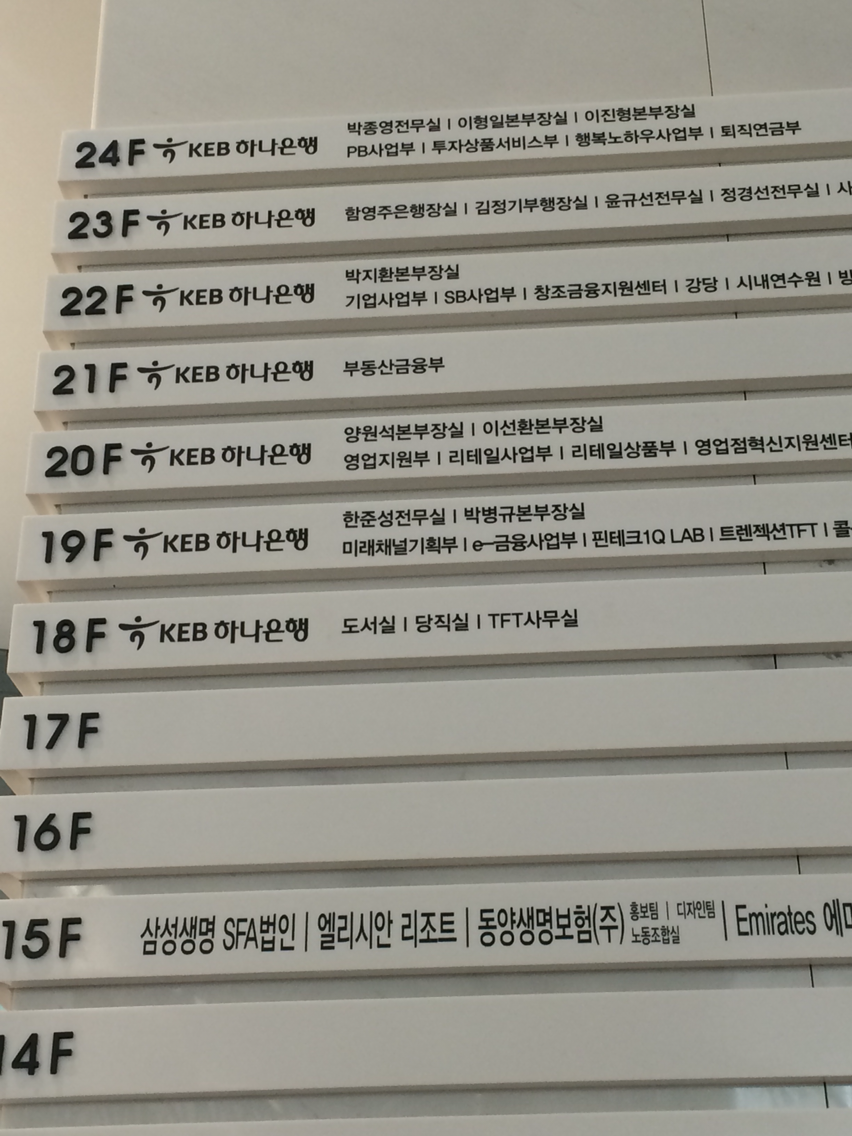 24F KEB 하나은행 박종영전무실 | 이형일본부장실 | 이진형본부장실
PB사업부 | 투자상품서비스부 | 행복노하우사업부 | 퇴직연금부
23F KEB 하나은행 함영주은행장실 | 김정기부행장실 | 윤규선전무실 | 정경선전무실 | 사
22F KEB 하나은행 박지환본부장실
기업사업부 | SB사업부 | 창조금융지원센터 | 강당 | 시내연수원 |
21F KEB 하나은행 부동산금융부
20F KEB 하나은행 양원석본부장실 | 이선환본부장실
영업지원부 | 리테일사업부 | 리테일상품부 | 영업점혁신지원센터
19F KEB 하나은행 한준성전무실 | 박병규본부장실
미래채널기획부 | e-금융사업부 | 핀테크1Q LAB | 트렌젝션TFT | 콜
18F KEB 하나은행 도서실 | 당직실 | TFT사무실
17F
16F
15F 삼성생명 SFA법인 | 엘리시안 리조트 | 동양생명보험(주) 홍보팀 | 디자인팀
노동조합실 | Emirates 에미
14F